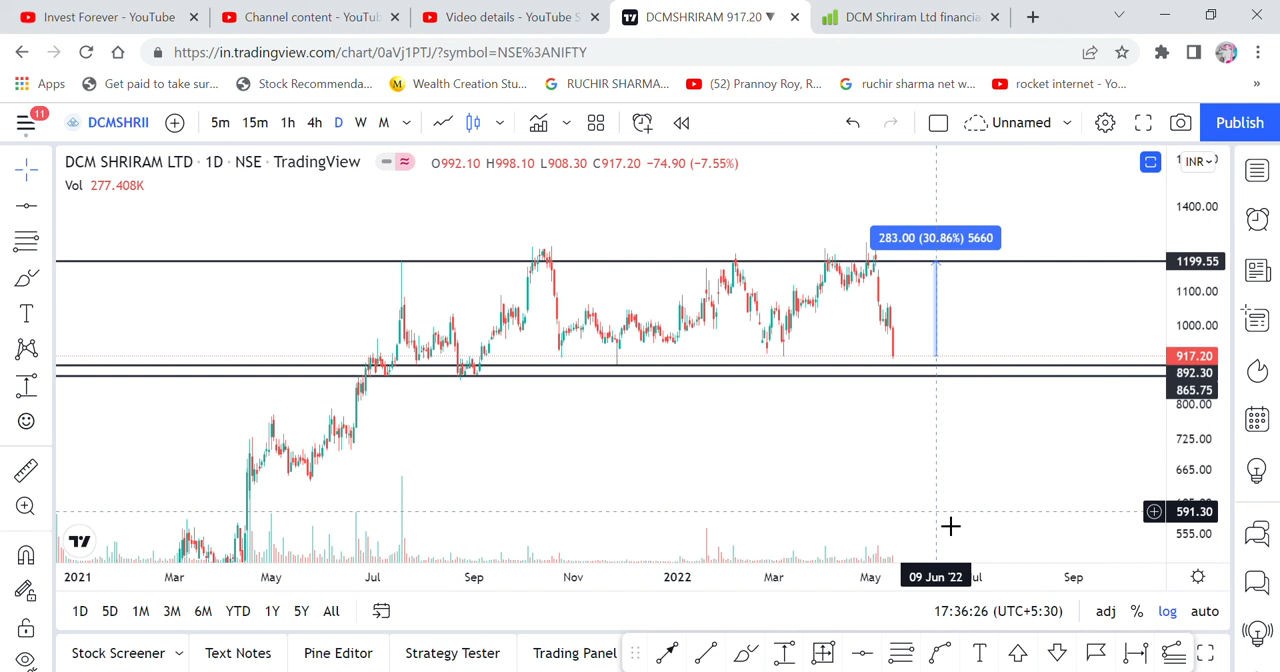 Invest Forever - YouTube
Channel content - YouTub
Video details - YouTube S
DCMSHRIRAM 917.20 ▼
DCM Shriram Ltd financia
https://in.tradingview.com/chart/0aVj1PTJ/?symbol=NSE%3ANIFTY
Apps
Get paid to take sur...
Stock Recommenda...
Wealth Creation Stu...
RUCHIR SHARMA...
(52) Prannoy Roy, R...
ruchir sharma net w...
rocket internet - Yo...
»
11
DCMSHRII
5m 15m 1h 4h D W M
Unnamed
Publish
DCM SHRIRAM LTD · 1D · NSE · TradingView
O992.10 H998.10 L908.30 C917.20 −74.90 (−7.55%)
INR
Vol 277.408K
1400.00
283.00 (30.86%) 5660
1199.55
1100.00
1000.00
917.20
892.30
865.75
800.00
725.00
665.00
591.30
555.00
2021 Mar May Jul Sep Nov 2022 Mar May 09 Jun '22 Sep
1D 5D 1M 3M 6M YTD 1Y 5Y All
17:36:26 (UTC+5:30)
adj % log auto
Stock Screener
Text Notes
Pine Editor
Strategy Tester
Trading Panel